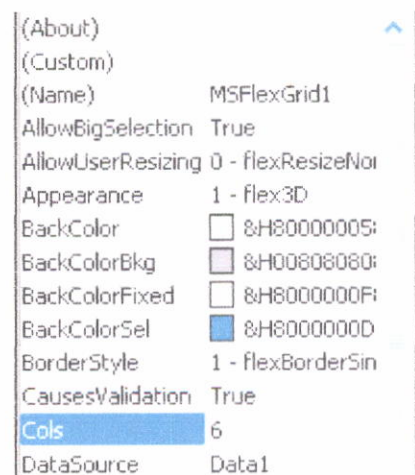 (About)
(Custom)
(Name) MSFlexGrid1
AllowBigSelection True
AllowUserResizing 0 - flexResizeNon
Appearance 1 - flex3D
BackColor &H80000005&
BackColorBkg &H00808080&
BackColorFixed &H8000000F&
BackColorSel &H8000000D
BorderStyle 1 - flexBorderSin
CausesValidation True
Cols 6
DataSource Data1